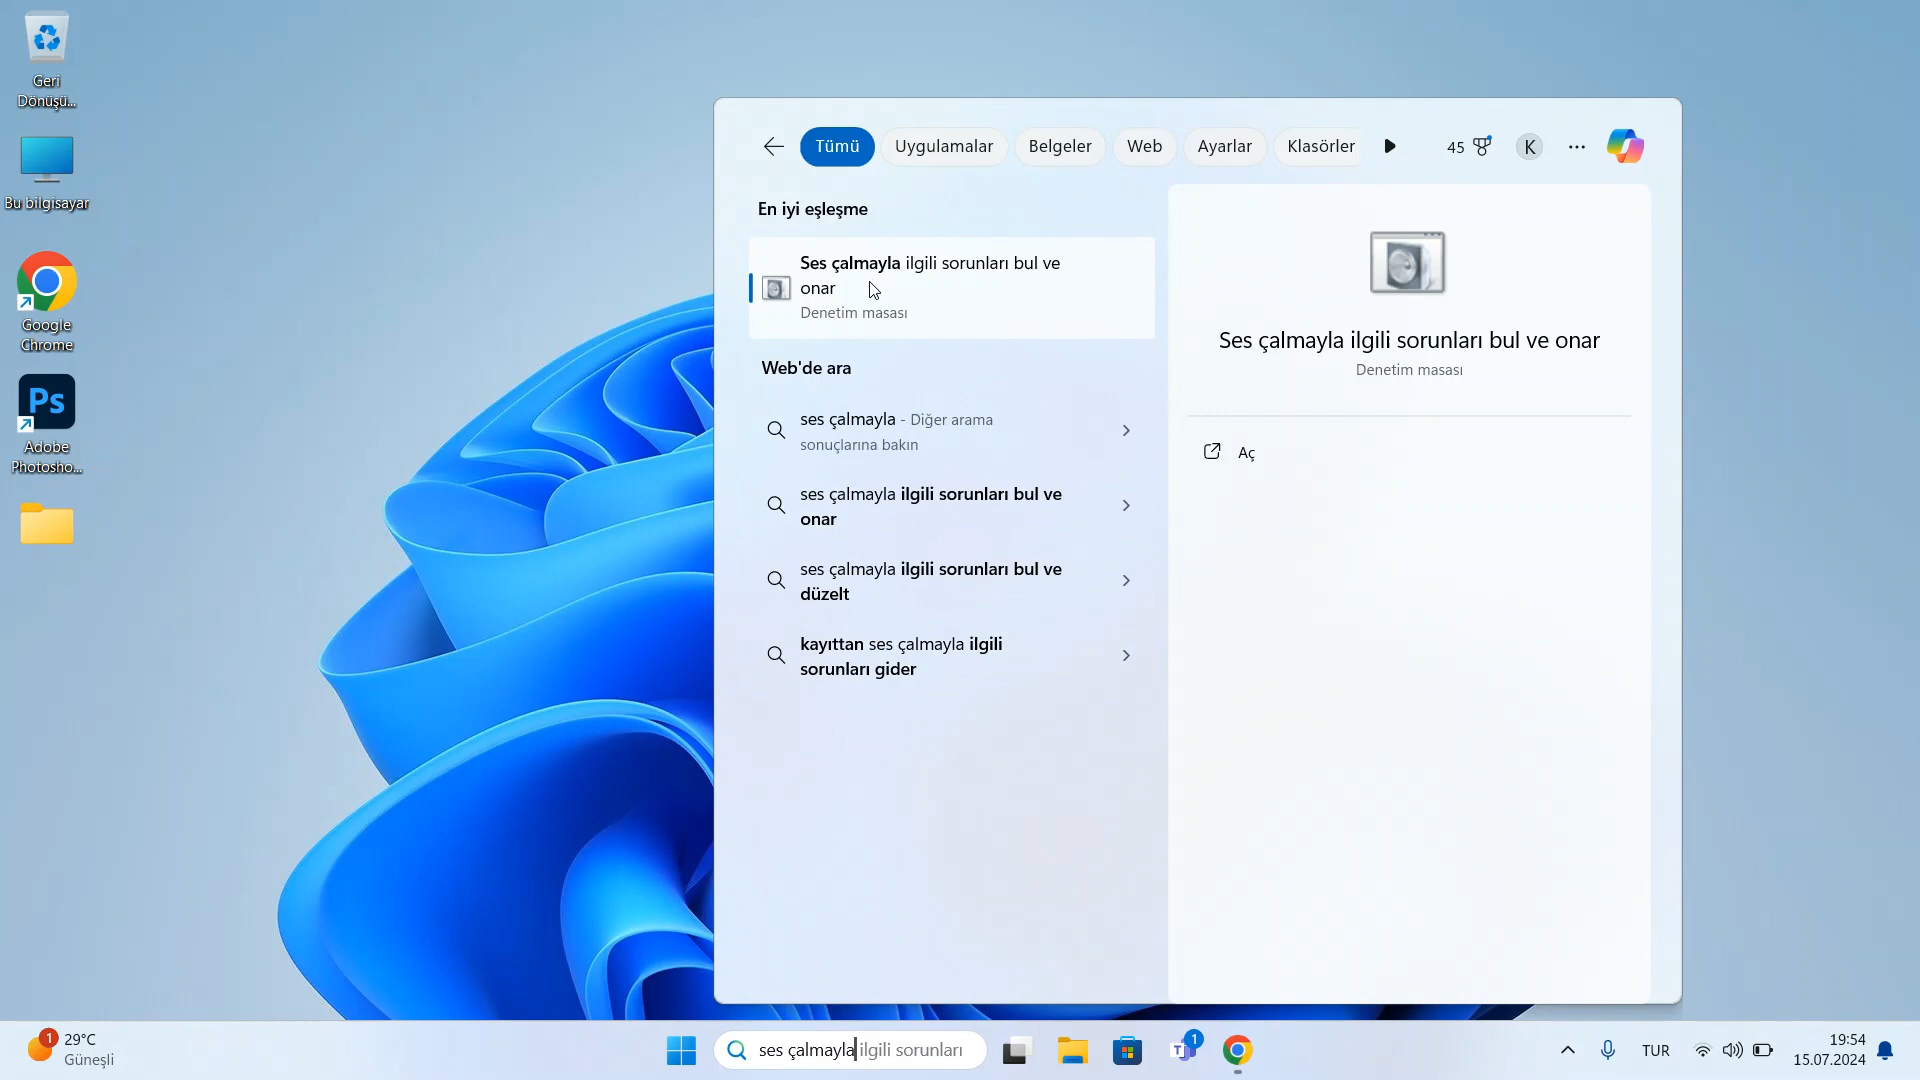 Geri
Dönüşü...
Bu bilgisayar
Google
Chrome
Ps
Adobe
Photosho...
Tümü
Uygulamalar
Belgeler
Web
Ayarlar
Klasörler
45
K
En iyi eşleşme
Ses çalmayla ilgili sorunları bul ve
onar
Denetim masası
Web'de ara
ses çalmayla - Diğer arama
sonuçlarına bakın
ses çalmayla ilgili sorunları bul ve
onar
ses çalmayla ilgili sorunları bul ve
düzelt
kayıttan ses çalmayla ilgili
sorunları gider
Ses çalmayla ilgili sorunları bul ve onar
Denetim masası
Aç
1
29°C
Güneşli
ses çalmayla ilgili sorunları
T
1
TUR
19:54
15.07.2024